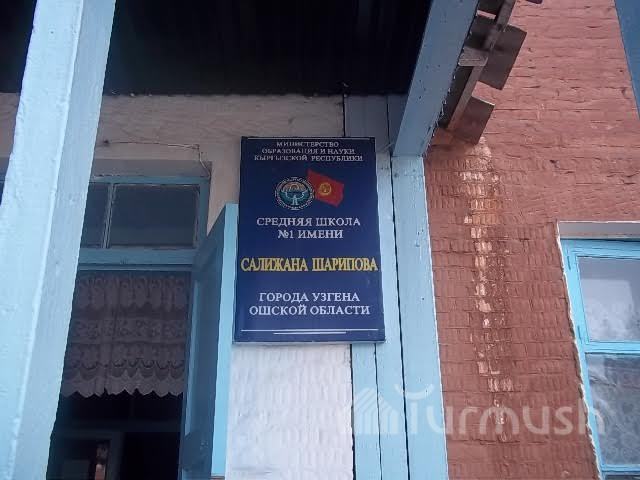 МИНИСТЕРСТВО
ОБРАЗОВАНИЯ И НАУКИ
КЫРГЫЗСКОЙ РЕСПУБЛИКИ
СРЕДНЯЯ ШКОЛА
№1 ИМЕНИ
САЛИЖАНА ШАРИПОВА
ГОРОДА УЗГЕНА
ОШСКОЙ ОБЛАСТИ
Turmush